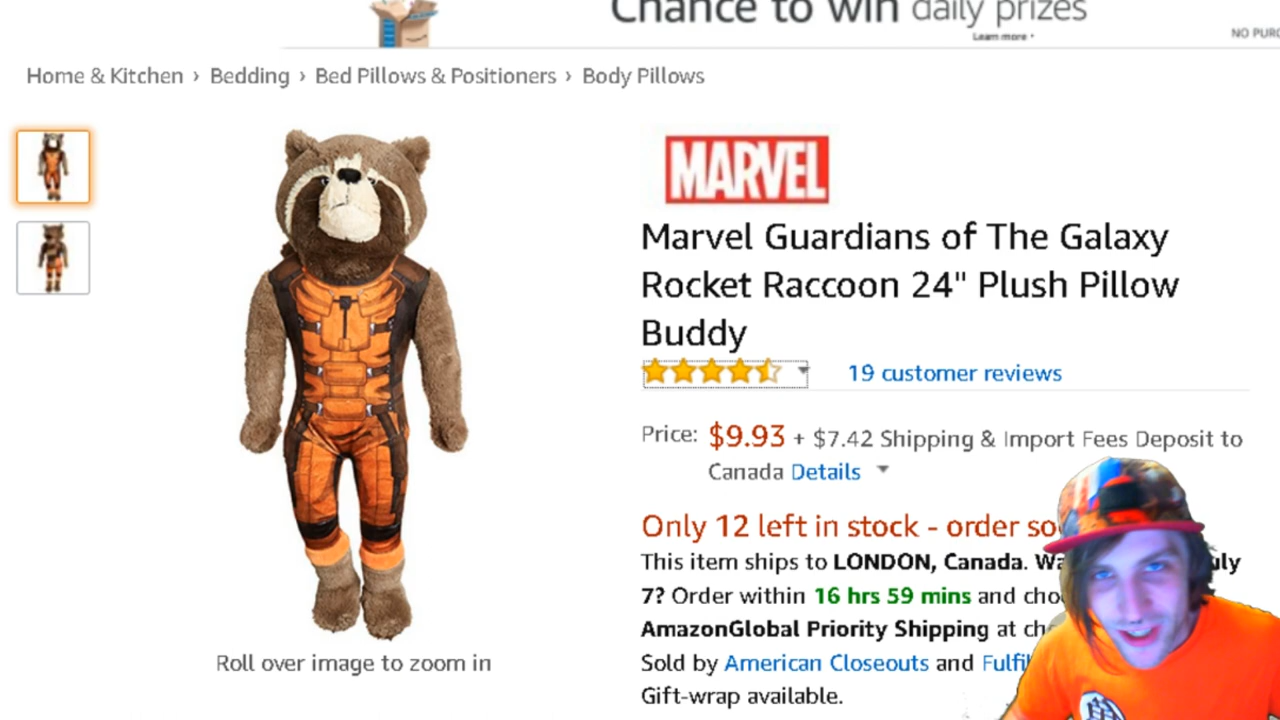 Chance to win daily prizes
Learn more
NO PURC
Home & Kitchen › Bedding › Bed Pillows & Positioners › Body Pillows
MARVEL
Marvel Guardians of The Galaxy
Rocket Raccoon 24" Plush Pillow
Buddy
19 customer reviews
Price: $9.93 + $7.42 Shipping & Import Fees Deposit to
Canada Details
Only 12 left in stock - order so
This item ships to LONDON, Canada. Wa uly
7? Order within 16 hrs 59 mins and cho
AmazonGlobal Priority Shipping at ch
Sold by American Closeouts and Fulfi
Gift-wrap available.
Roll over image to zoom in